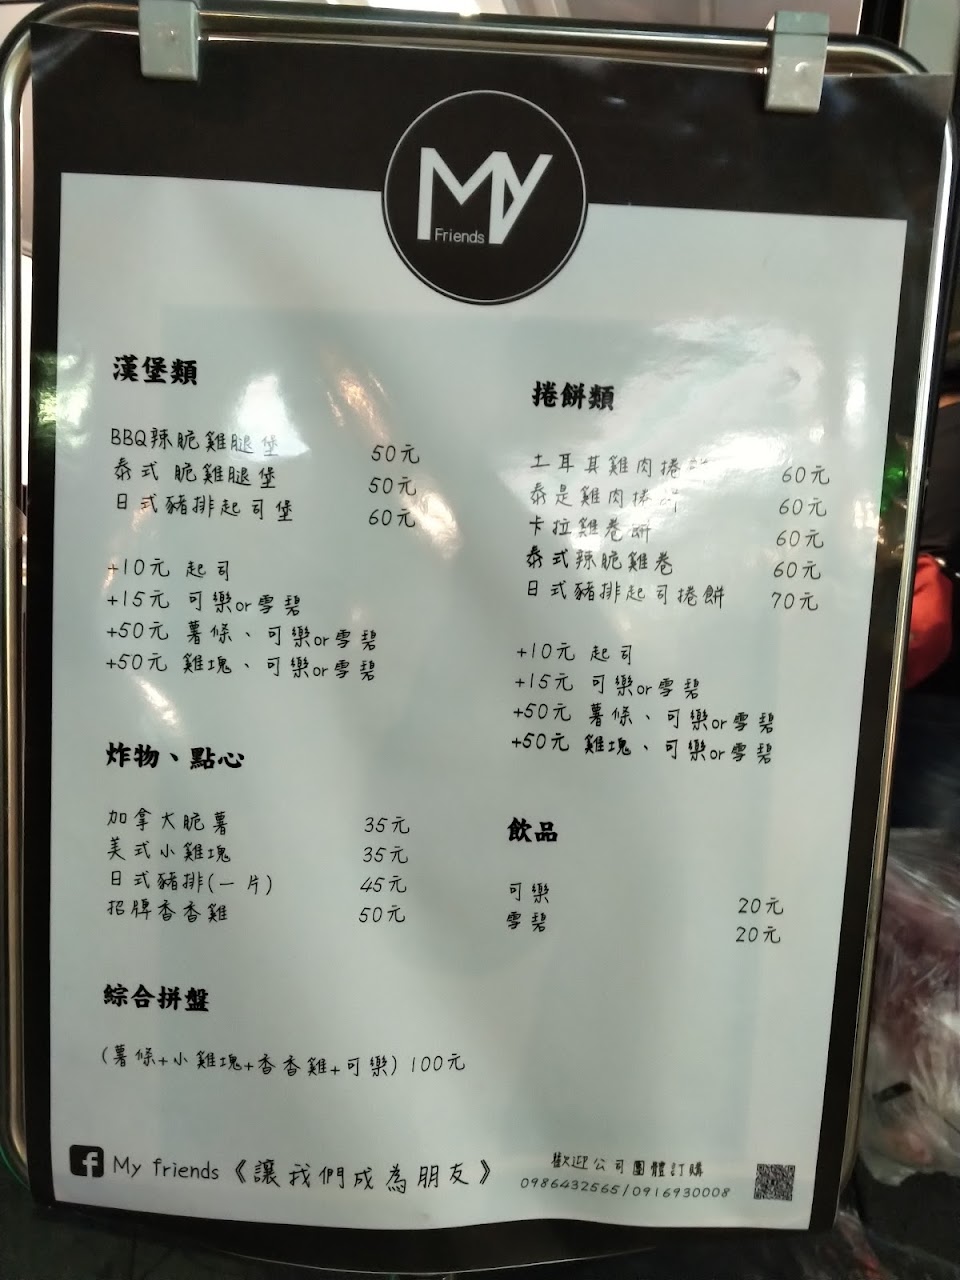 My
Friends
漢堡類
BBQ辣脆雞腿堡 50元
泰式 脆雞腿堡 50元
日式豬排起司堡 60元
+10元 起司
+15元 可樂or雪碧
+50元 薯條、可樂or雪碧
+50元 雞塊、可樂or雪碧
炸物、點心
加拿大脆薯 35元
美式小雞塊 35元
日式豬排(一片) 45元
招牌香香雞 50元
綜合拼盤
(薯條+小雞塊+香香雞+可樂) 100元
捲餅類
土耳其雞肉捲 60元
泰是雞肉捲 60元
卡拉雞卷餅 60元
泰式辣脆雞卷 60元
日式豬排起司捲餅 70元
+10元 起司
+15元 可樂or雪碧
+50元 薯條、可樂or雪碧
+50元 雞塊、可樂or雪碧
飲品
可樂 20元
雪碧 20元
f My friends《讓我們成為朋友》
歡迎公司團體訂購
0986432565/0916930008